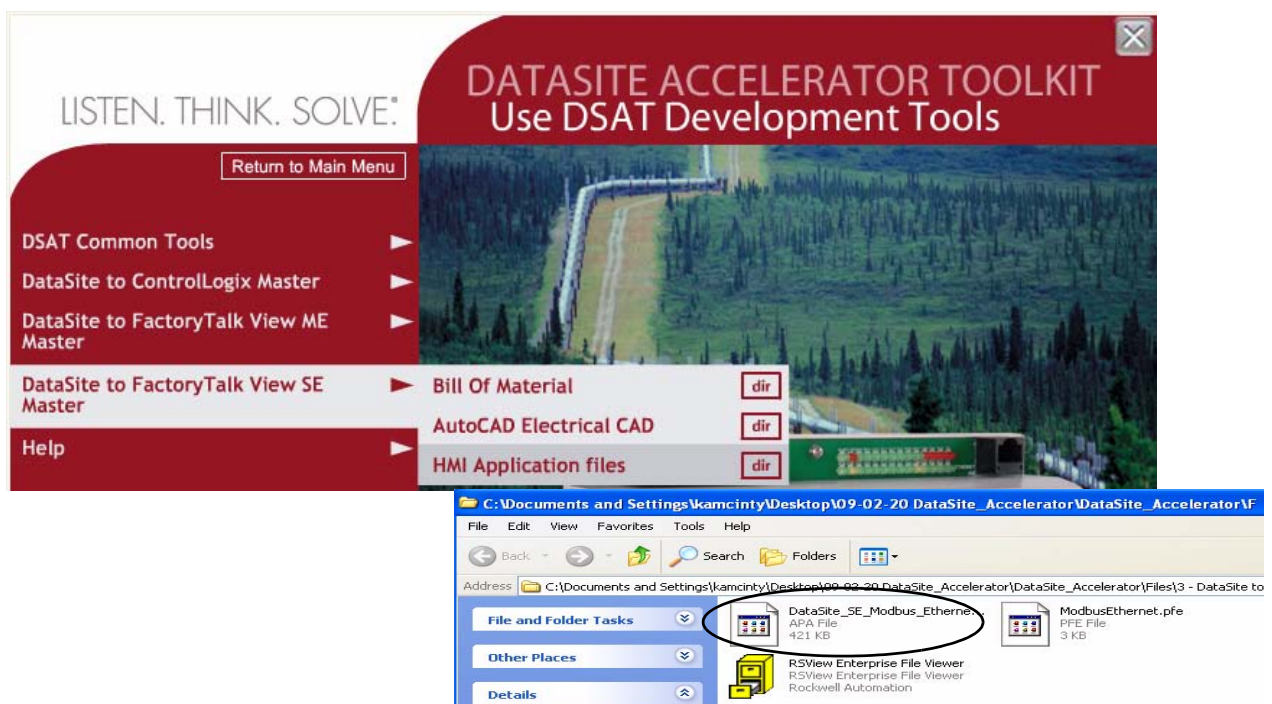 LISTEN. THINK. SOLVE.®
DATASITE ACCELERATOR TOOLKIT
Use DSAT Development Tools
Return to Main Menu
DSAT Common Tools
DataSite to ControlLogix Master
DataSite to FactoryTalk View ME
Master
DataSite to FactoryTalk View SE
Master
Help
Bill Of Material
dir
AutoCAD Electrical CAD
dir
HMI Application files
dir
C:\Documents and Settings\kamcinty\Desktop\09-02-20 DataSite_Accelerator\DataSite_Accelerator\F
File Edit View Favorites Tools Help
Back Search Folders
Address C:\Documents and Settings\kamcinty\Desktop\09-02-20 DataSite_Accelerator\DataSite_Accelerator\Files\3 - DataSite to
File and Folder Tasks
Other Places
Details
DataSite_SE_Modbus_Etherne...
APA File
421 KB
ModbusEthernet.pfe
PFE File
3 KB
RSView Enterprise File Viewer
RSView Enterprise File Viewer
Rockwell Automation